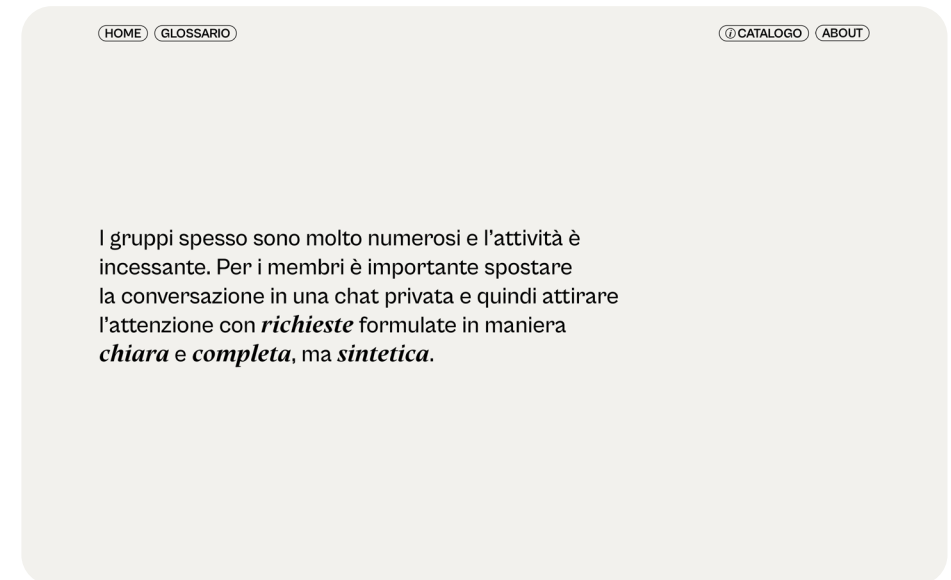 HOME GLOSSARIO ⓘ CATALOGO ABOUT
I gruppi spesso sono molto numerosi e l’attività è
incessante. Per i membri è importante spostare
la conversazione in una chat privata e quindi attirare
l’attenzione con richieste formulate in maniera
chiara e completa, ma sintetica.